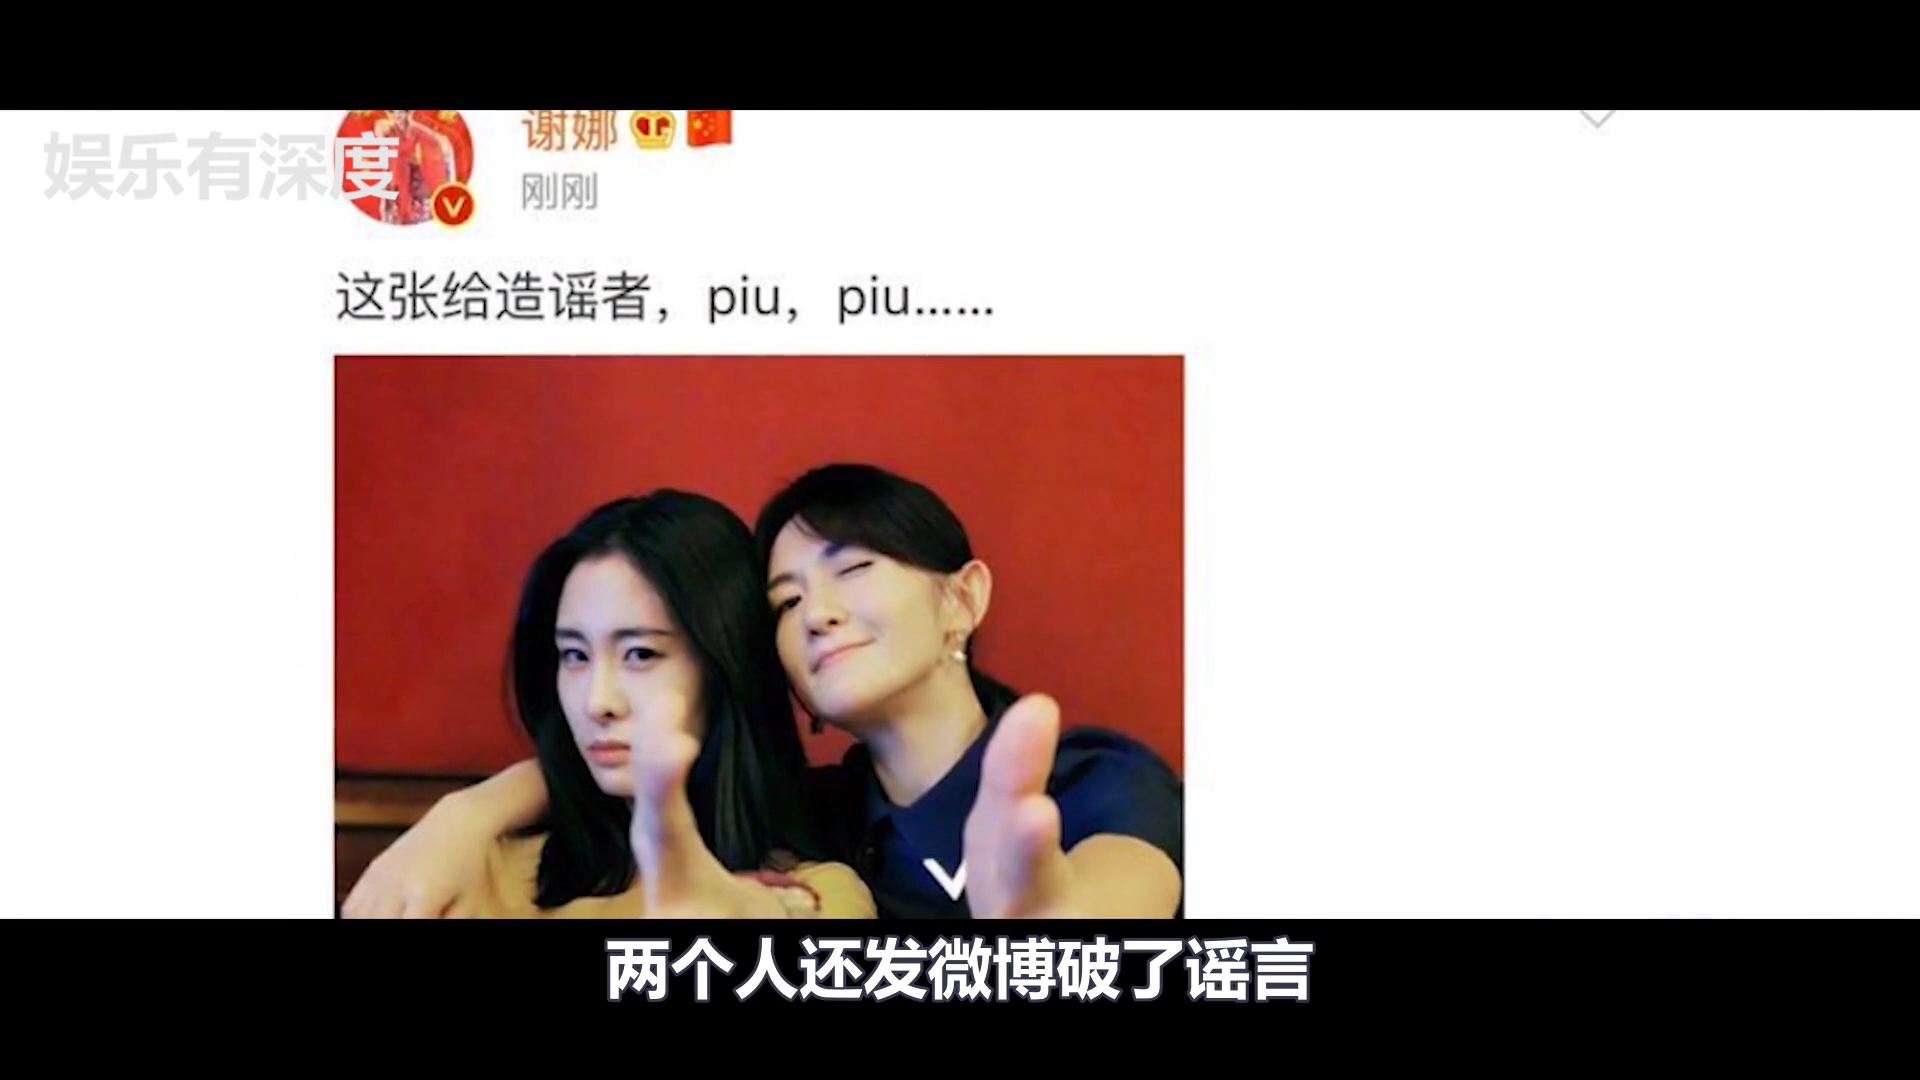 娱乐有深度
谢娜
刚刚
这张给造谣者，piu，piu……
两个人还发微博破了谣言